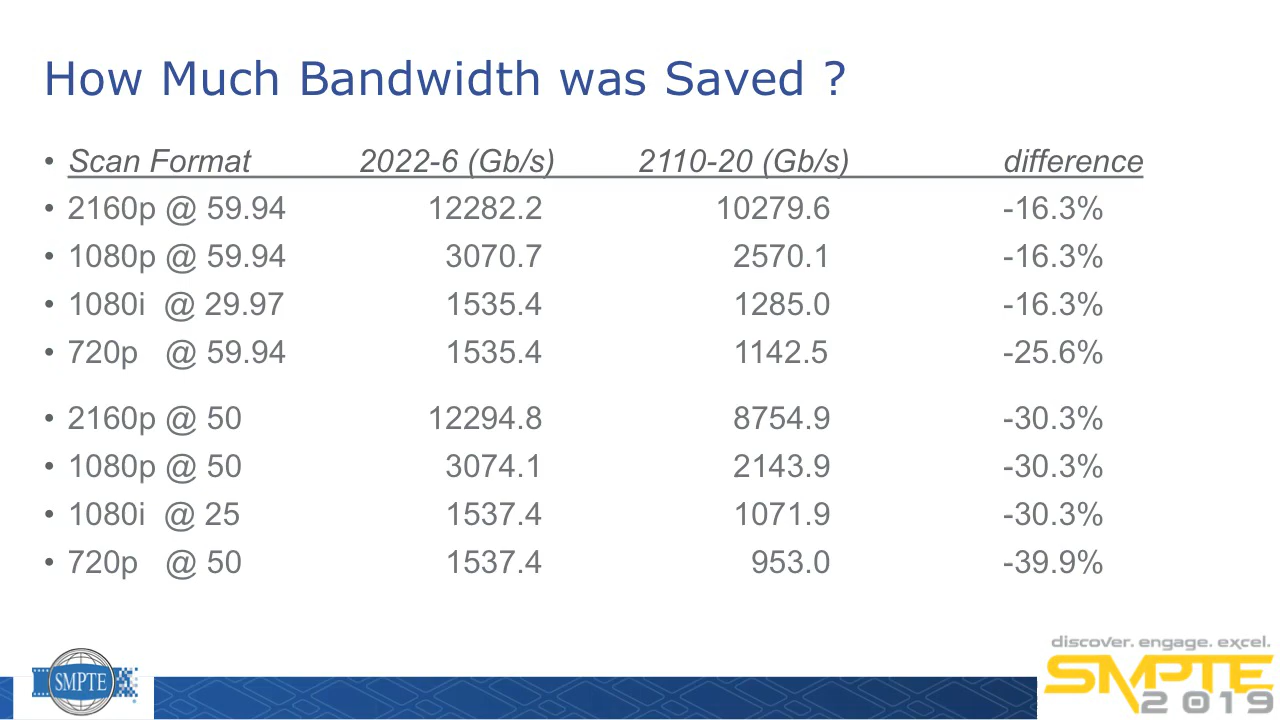 How Much Bandwidth was Saved ?
• Scan Format 2022-6 (Gb/s) 2110-20 (Gb/s) difference
• 2160p @ 59.94 12282.2 10279.6 -16.3%
• 1080p @ 59.94 3070.7 2570.1 -16.3%
• 1080i @ 29.97 1535.4 1285.0 -16.3%
• 720p @ 59.94 1535.4 1142.5 -25.6%
• 2160p @ 50 12294.8 8754.9 -30.3%
• 1080p @ 50 3074.1 2143.9 -30.3%
• 1080i @ 25 1537.4 1071.9 -30.3%
• 720p @ 50 1537.4 953.0 -39.9%
SMPTE
discover. engage. excel.
SMPTE
2019